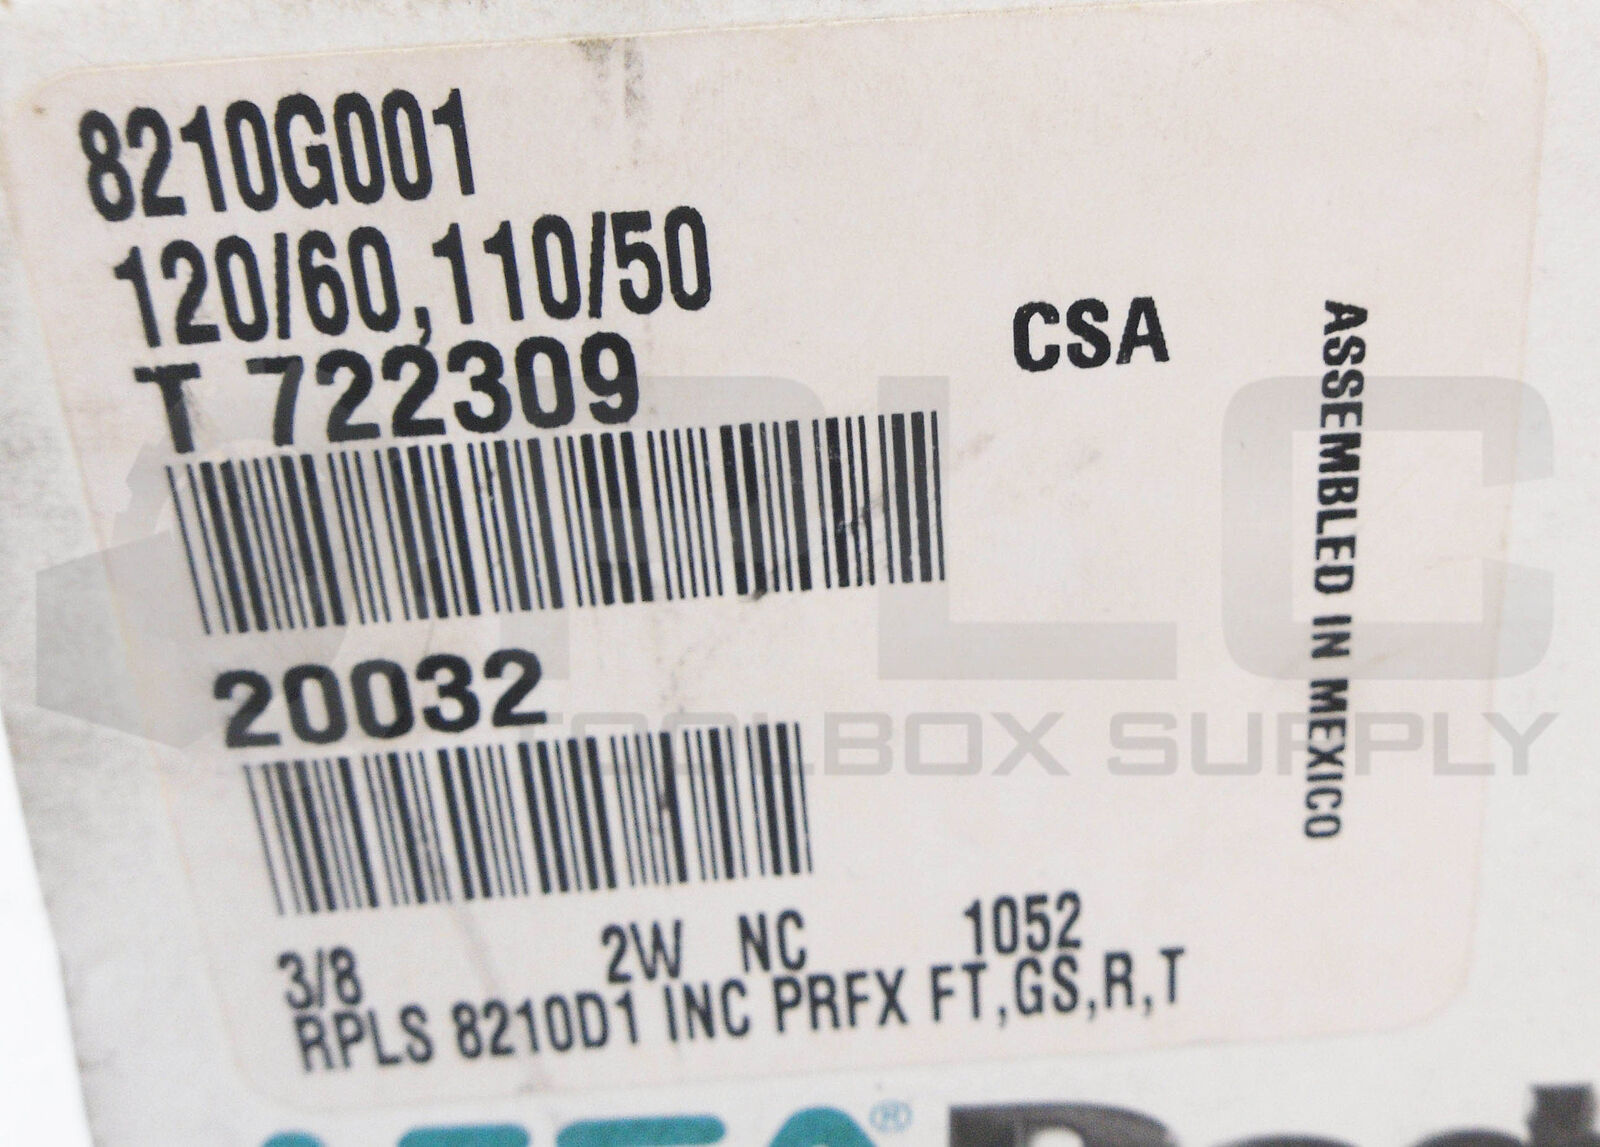 8210G001
120/60,110/50
T 722309
CSA
ASSEMBLED IN MEXICO
20032
3/8 2W NC 1052
RPLS 8210D1 INC PRFX FT,GS,R,T
PLC
TOOLBOX SUPPLY
®